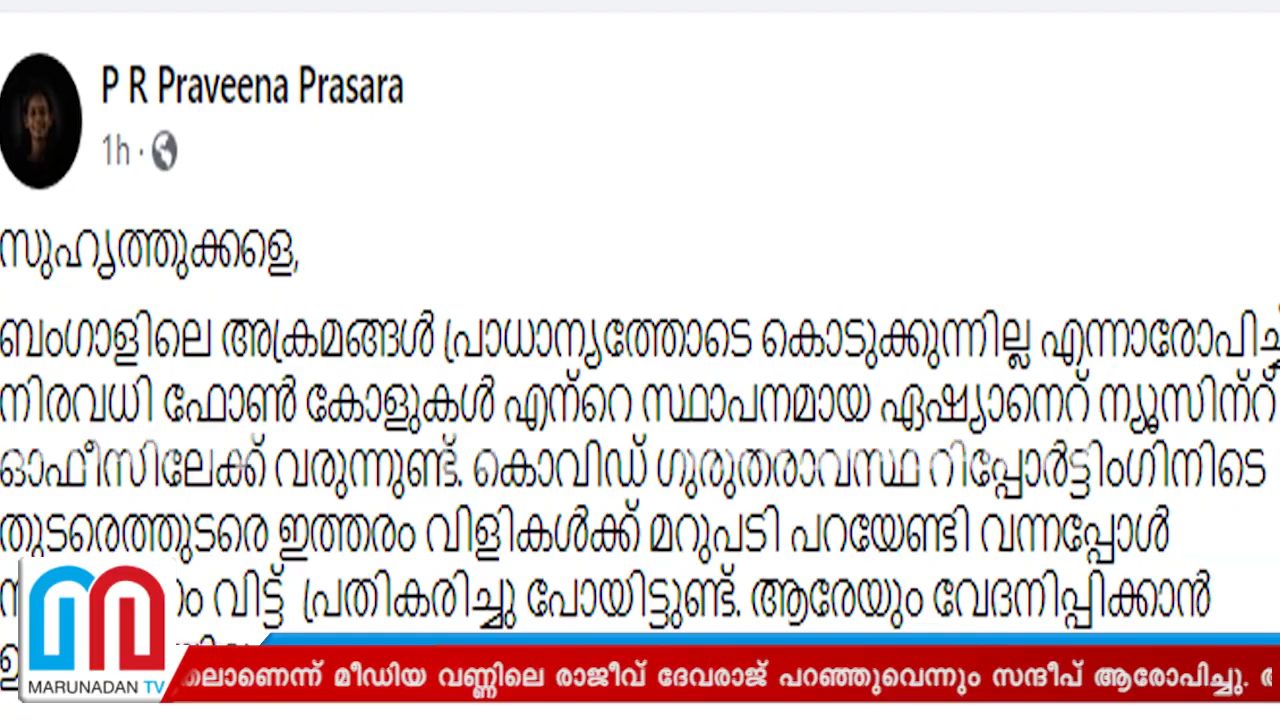 P R Praveena Prasara
1h ·
സുഹൃത്തുക്കളെ,
ബംഗാളിലെ അക്രമങ്ങൾ പ്രാധാന്യത്തോടെ കൊടുക്കുന്നില്ല എന്നാരോപിച്ച്
നിരവധി ഫോൺ കോളുകൾ എന്റെ സ്ഥാപനമായ ഏഷ്യാനെറ്റ് ന്യൂസിന്റ
ഓഫീസിലേക്ക് വരുന്നുണ്ട്. കൊവിഡ് ഗുരുതരാവസ്ഥ റിപ്പോർട്ടിംഗിനിടെ
തുടരെത്തുടരെ ഇത്തരം വിളികൾക്ക് മറുപടി പറയേണ്ടി വന്നപ്പോൾ
വിട്ട് പ്രതികരിച്ചു പോയിട്ടുണ്ട്. ആരേയും വേദനിപ്പിക്കാൻ
MARUNADAN TV
മീഡിയ വണ്ണിലെ രാജീവ് ദേവരാജ് പറഞ്ഞുവെന്നും സന്ദീപ് ആരോപിച്ചു.